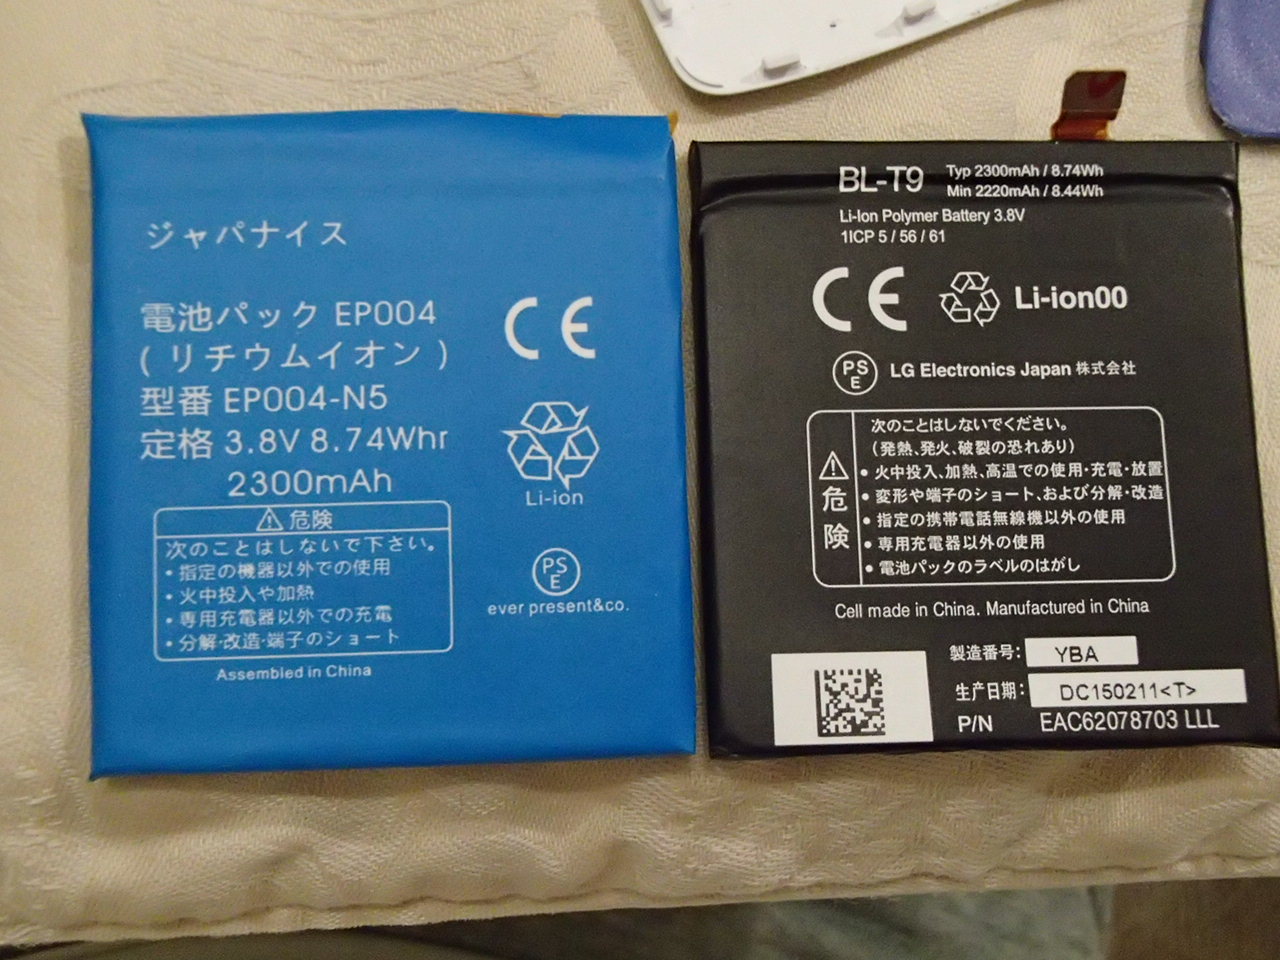 ジャパナイス
電池パック EP004
( リチウムイオン )
型番 EP004-N5
定格 3.8V 8.74Whr
2300mAh
CE
Li-ion
⚠ 危険
次のことはしないで下さい。
・指定の機器以外での使用
・火中投入や加熱
・専用充電器以外での充電
・分解·改造·端子のショート
PS
E
ever present&co.
Assembled in China
BL-T9
Typ 2300mAh / 8.74Wh
Min 2220mAh / 8.44Wh
Li-Ion Polymer Battery 3.8V
1ICP 5 / 56 / 61
CE
Li-ion00
PS
E
LG Electronics Japan 株式会社
⚠ 危険
次のことはしないでください。
(発熱、発火、破裂の恐れあり)
• 火中投入、加熱、高温での使用・充電・放置
• 変形や端子のショート、および分解・改造
• 指定の携帯電話無線機以外の使用
• 専用充電器以外の使用
• 電池パックのラベルのはがし
Cell made in China. Manufactured in China
製造番号: YBA
生产日期: DC150211<T>
P/N EAC62078703 LLL